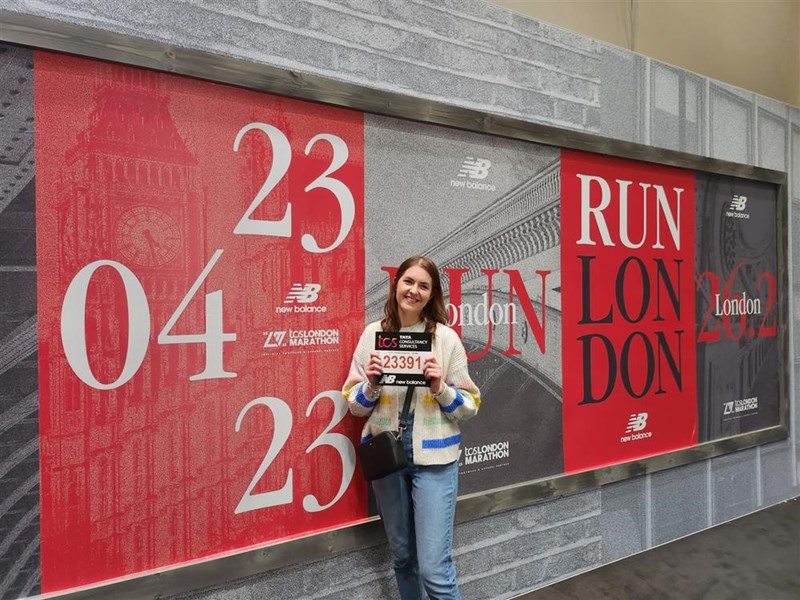 23
04
23
NB
new balance
tcs LONDON
MARATHON
NB
new balance
RUN
London
tcs LONDON
MARATHON
RUN
LON
DON
NB
new balance
NB
new balance
26.2
London
tcs LONDON
MARATHON
tcs TATA
CONSULTANCY
SERVICES
23391
NB new balance